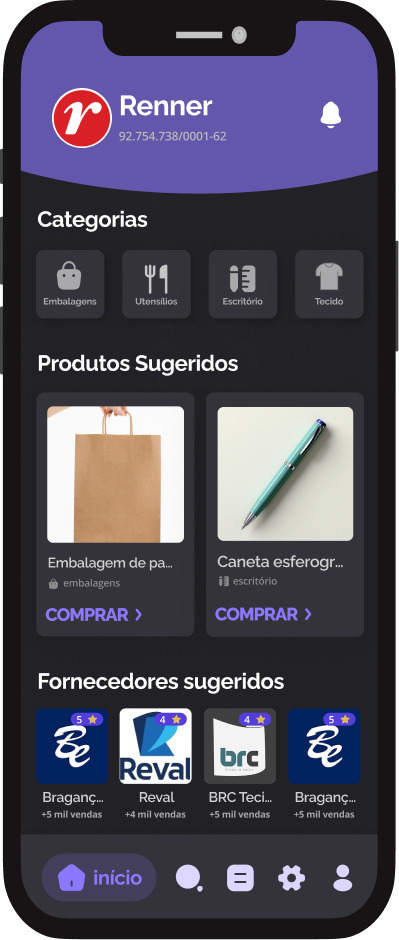 r
Renner
92.754.738/0001-62
Categorias
Embalagens
Utensílios
Escritório
Tecido
Produtos Sugeridos
Embalagem de pa...
embalagens
COMPRAR
Caneta esferogr...
escritório
COMPRAR
Fornecedores sugeridos
5
Be
Braganç...
+5 mil vendas
4
Reval
Reval
+4 mil vendas
4
brc
BRC Teci...
+5 mil vendas
5
Be
Braganç...
+5 mil vendas
início